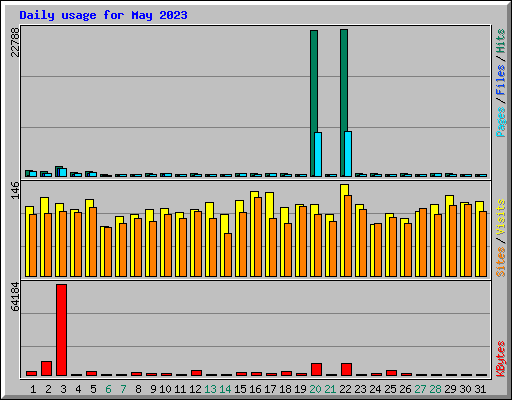 Daily usage for May 2023
22788
146
64184
Pages / Files / Hits
Sites / Visits
KBytes
1 2 3 4 5 6 7 8 9 10 11 12 13 14 15 16 17 18 19 20 21 22 23 24 25 26 27 28 29 30 31